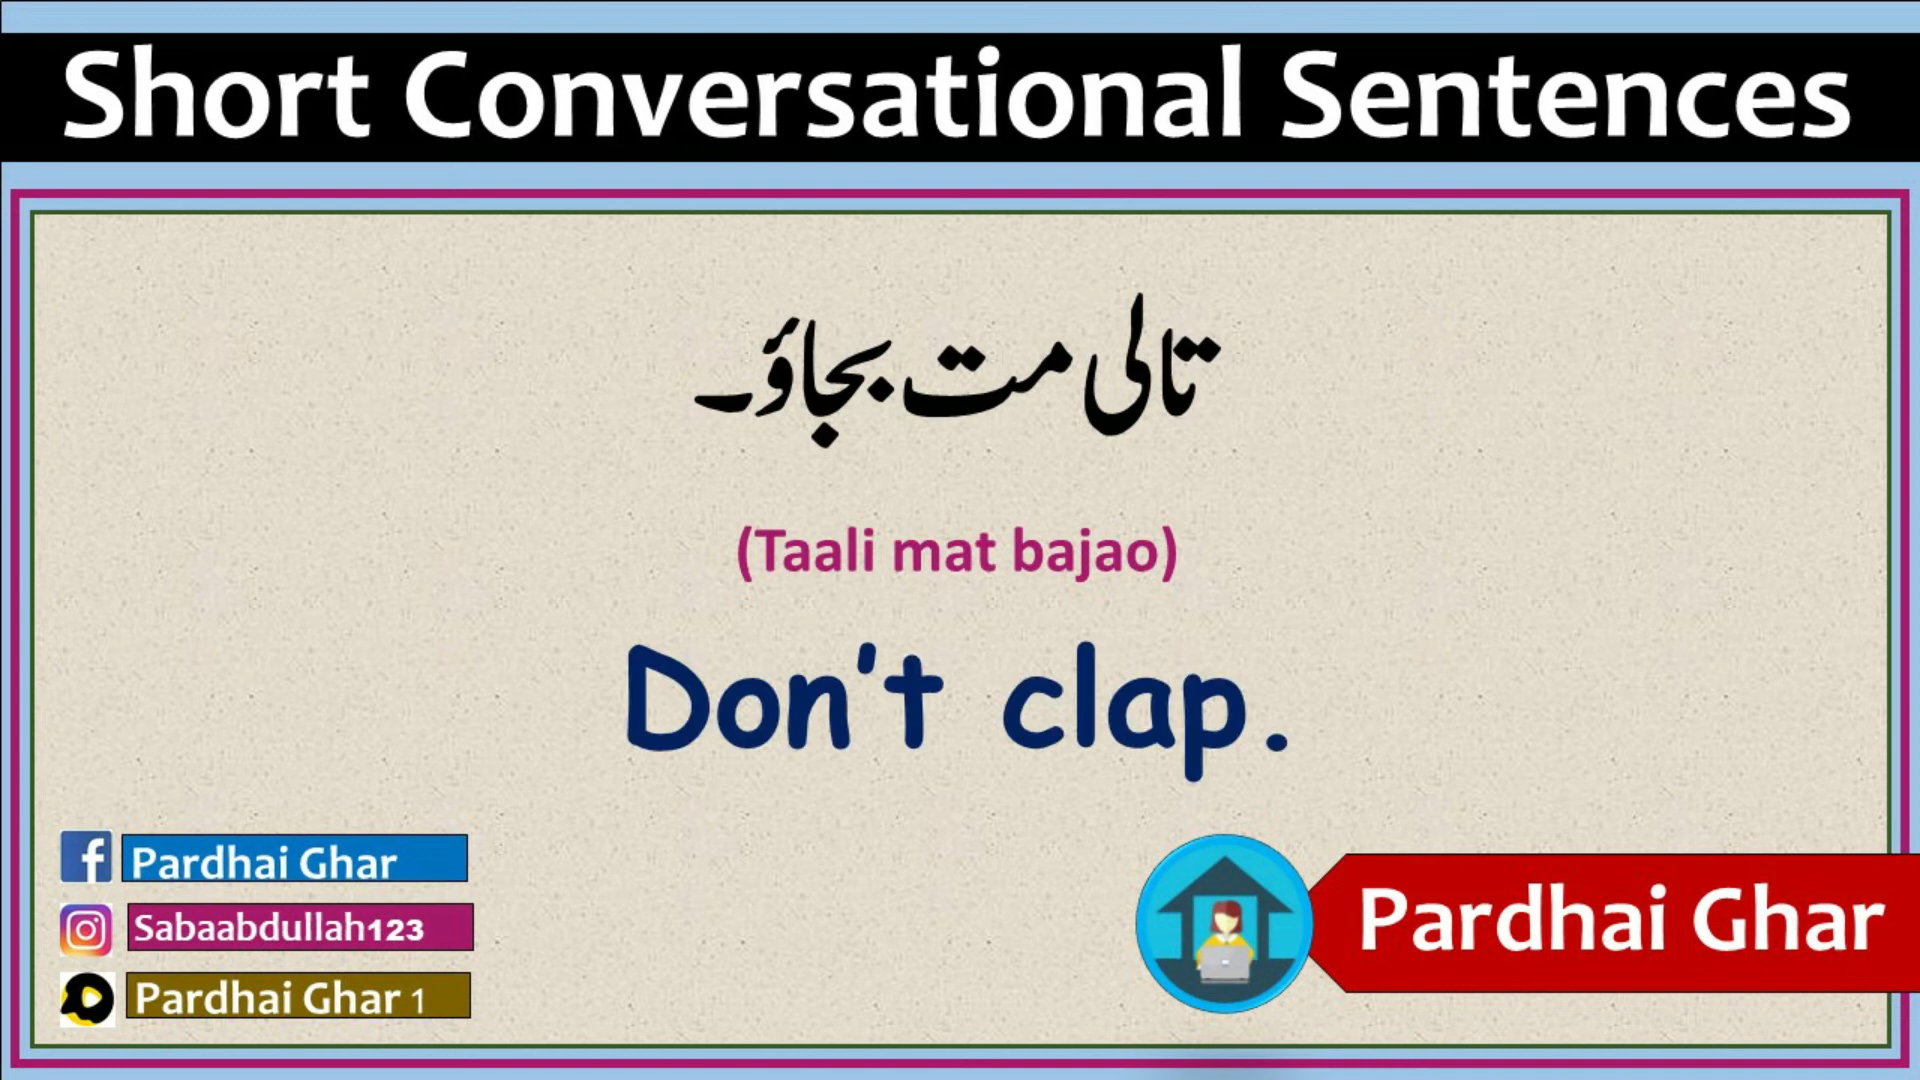 Short Conversational Sentences
تالی مت بجاؤ۔
(Taali mat bajao)
Don't clap.
Pardhai Ghar
Sabaabdullah123
Pardhai Ghar 1
Pardhai Ghar